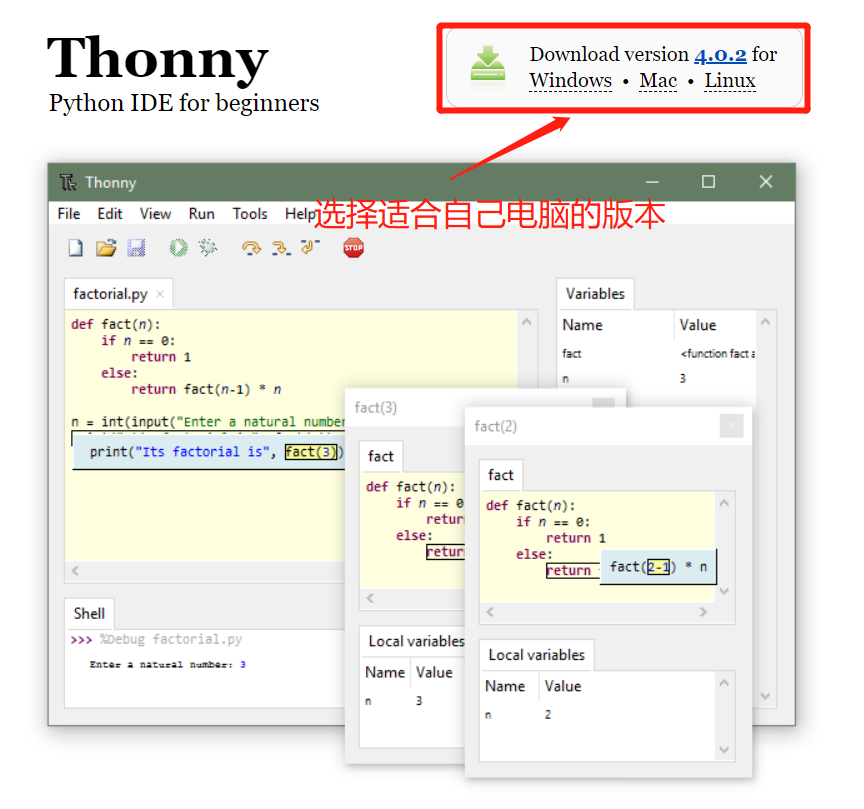 Thonny
Python IDE for beginners
Download version 4.0.2 for
Windows • Mac • Linux
Thonny
File Edit View Run Tools Help
选择适合自己电脑的版本
STOP
factorial.py
def fact(n):
    if n == 0:
        return 1
    else:
        return fact(n-1) * n
n = int(input("Enter a natural number
print("Its factorial is", fact(3))
Variables
Name Value
fact <function fact a
n 3
fact(3)
fact
def fact(n):
    if n == 0
        retur
    else:
        return
Local variables
Name Value
n 3
fact(2)
fact
def fact(n):
    if n == 0:
        return 1
    else:
        return fact(2-1) * n
Local variables
Name Value
n 2
Shell
>>> %Debug factorial.py
Enter a natural number: 3